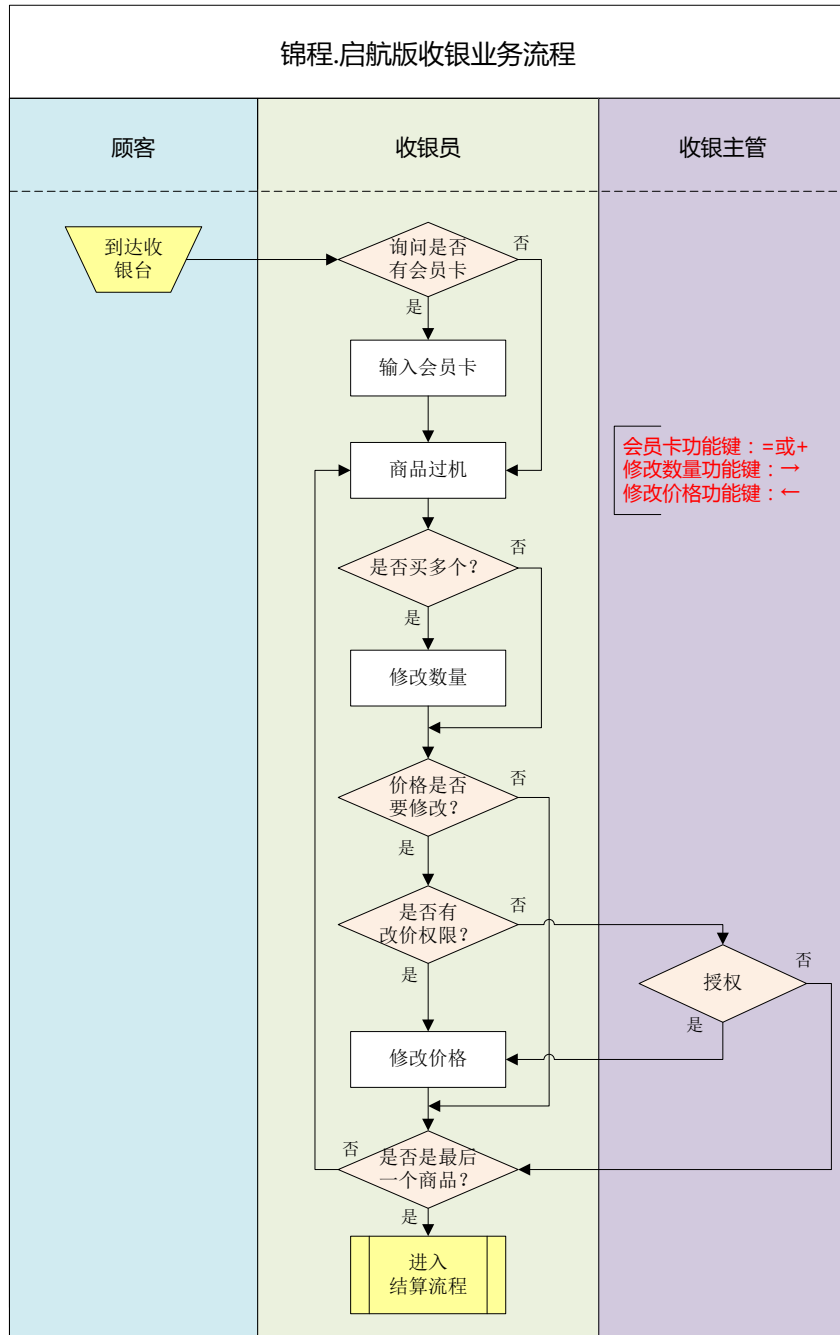 锦程.启航版收银业务流程
顾客
收银员
收银主管
到达收
银台
询问是否
有会员卡
否
是
输入会员卡
商品过机
会员卡功能键：=或+
修改数量功能键：→
修改价格功能键：←
是否买多个？
否
是
修改数量
价格是否
要修改？
否
是
是否有
改价权限？
否
是
授权
否
是
修改价格
是否是最后
一个商品？
否
是
进入
结算流程